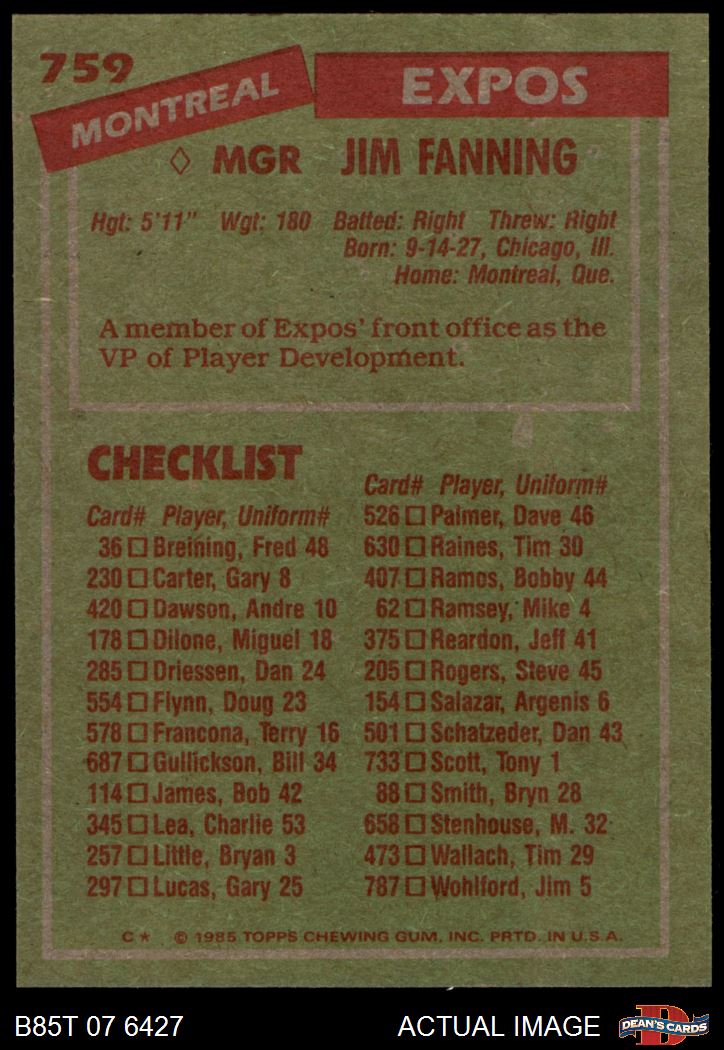 759
MONTREAL
EXPOS
◊ MGR JIM FANNING
Hgt: 5'11" Wgt: 180 Batted: Right Threw: Right
Born: 9-14-27, Chicago, Ill.
Home: Montreal, Que.
A member of Expos' front office as the
VP of Player Development.
CHECKLIST
Card# Player, Uniform#
36 □ Breining, Fred 48
230 □ Carter, Gary 8
420 □ Dawson, Andre 10
178 □ Dilone, Miguel 18
285 □ Driessen, Dan 24
554 □ Flynn, Doug 23
578 □ Francona, Terry 16
687 □ Gullickson, Bill 34
114 □ James, Bob 42
345 □ Lea, Charlie 53
257 □ Little, Bryan 3
297 □ Lucas, Gary 25
Card# Player, Uniform#
526 □ Palmer, Dave 46
630 □ Raines, Tim 30
407 □ Ramos, Bobby 44
62 □ Ramsey, Mike 4
375 □ Reardon, Jeff 41
205 □ Rogers, Steve 45
154 □ Salazar, Argenis 6
501 □ Schatzeder, Dan 43
733 □ Scott, Tony 1
88 □ Smith, Bryn 28
658 □ Stenhouse, M. 32
473 □ Wallach, Tim 29
787 □ Wohlford, Jim 5
C★ © 1985 TOPPS CHEWING GUM, INC. PRTD. IN U.S.A.
B85T 07 6427
ACTUAL IMAGE
D
DEAN'S CARDS